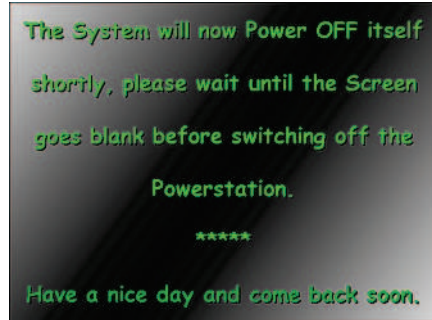 The System will now Power OFF itself
shortly, please wait until the Screen
goes blank before switching off the
Powerstation.
*****
Have a nice day and come back soon.